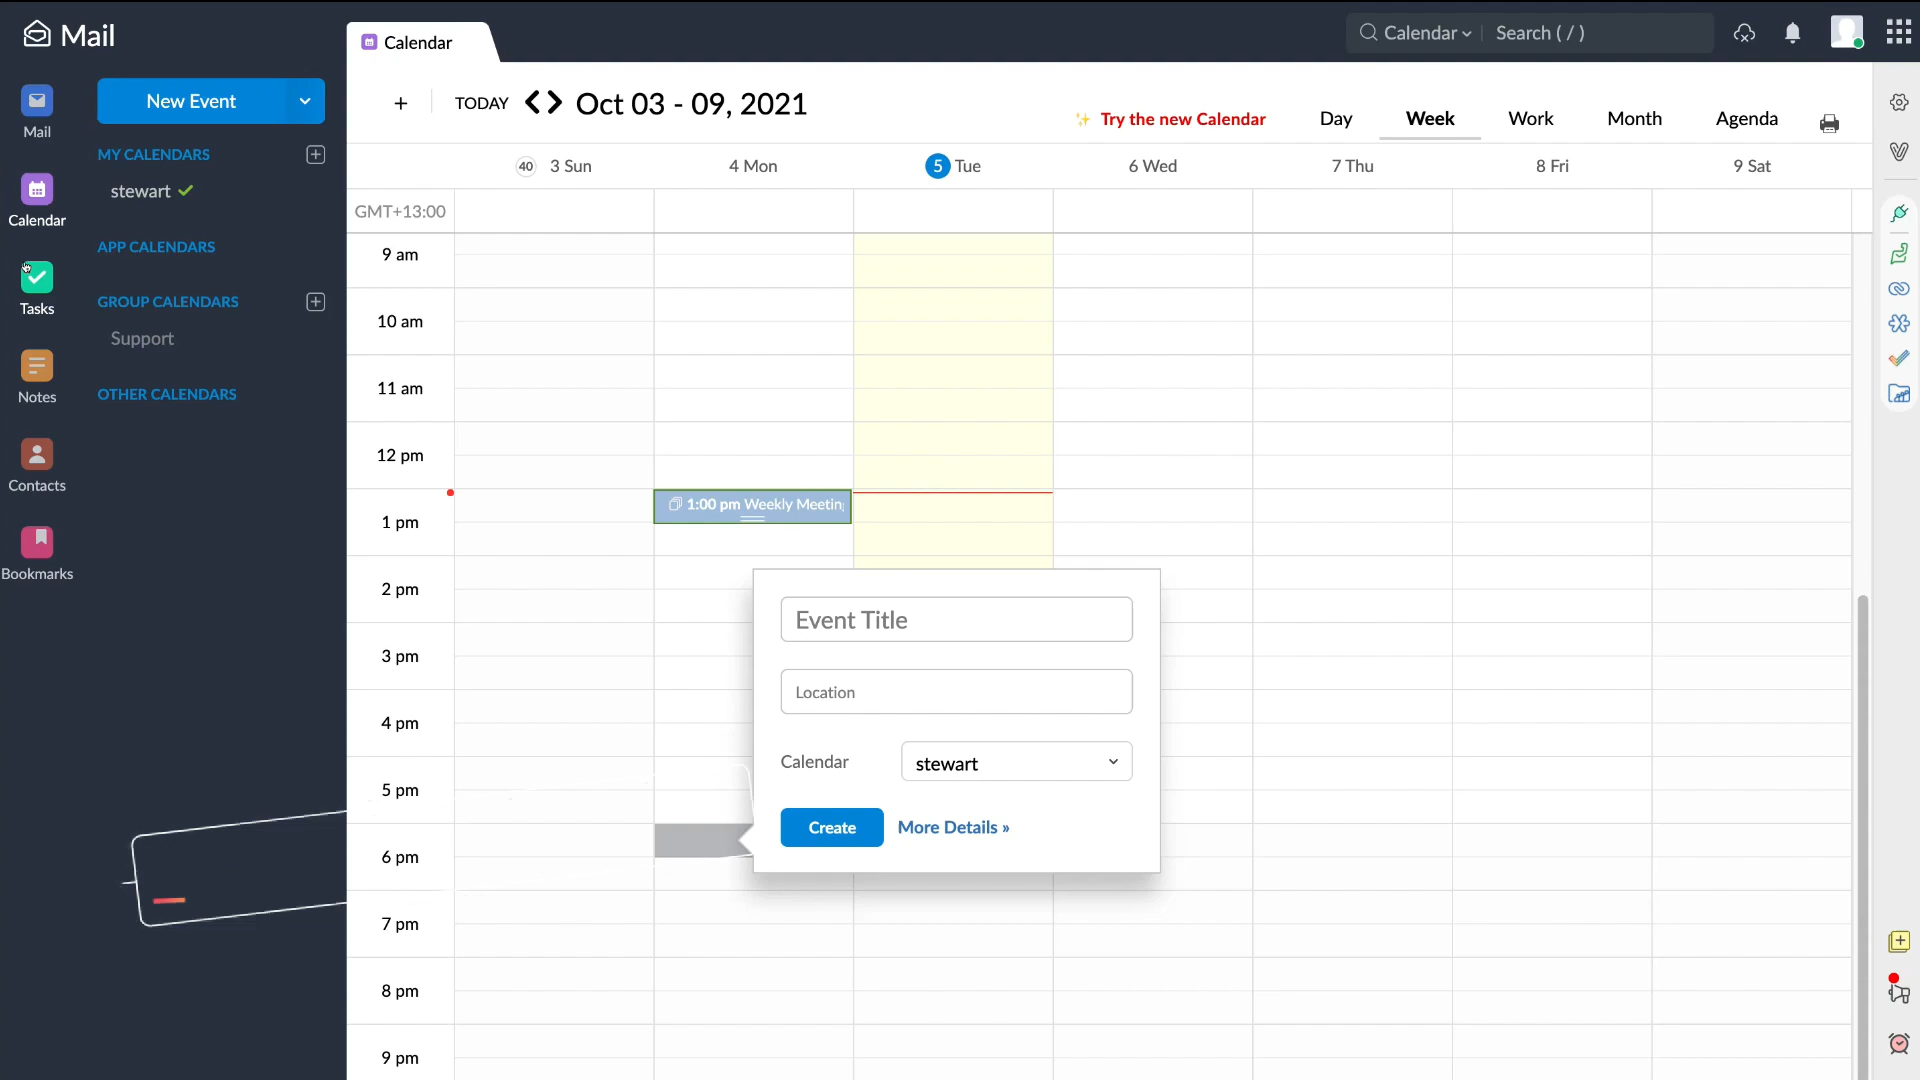 Mail
Calendar
Calendar
Search ( / )
Mail
Calendar
Tasks
Notes
Contacts
Bookmarks
New Event
MY CALENDARS
stewart
APP CALENDARS
GROUP CALENDARS
Support
OTHER CALENDARS
+
TODAY
Oct 03 - 09, 2021
Try the new Calendar
Day
Week
Work
Month
Agenda
40 3 Sun
4 Mon
5 Tue
6 Wed
7 Thu
8 Fri
9 Sat
GMT+13:00
9 am
10 am
11 am
12 pm
1 pm
2 pm
3 pm
4 pm
5 pm
6 pm
7 pm
8 pm
9 pm
1:00 pm Weekly Meetin
Event Title
Location
Calendar
stewart
Create
More Details »